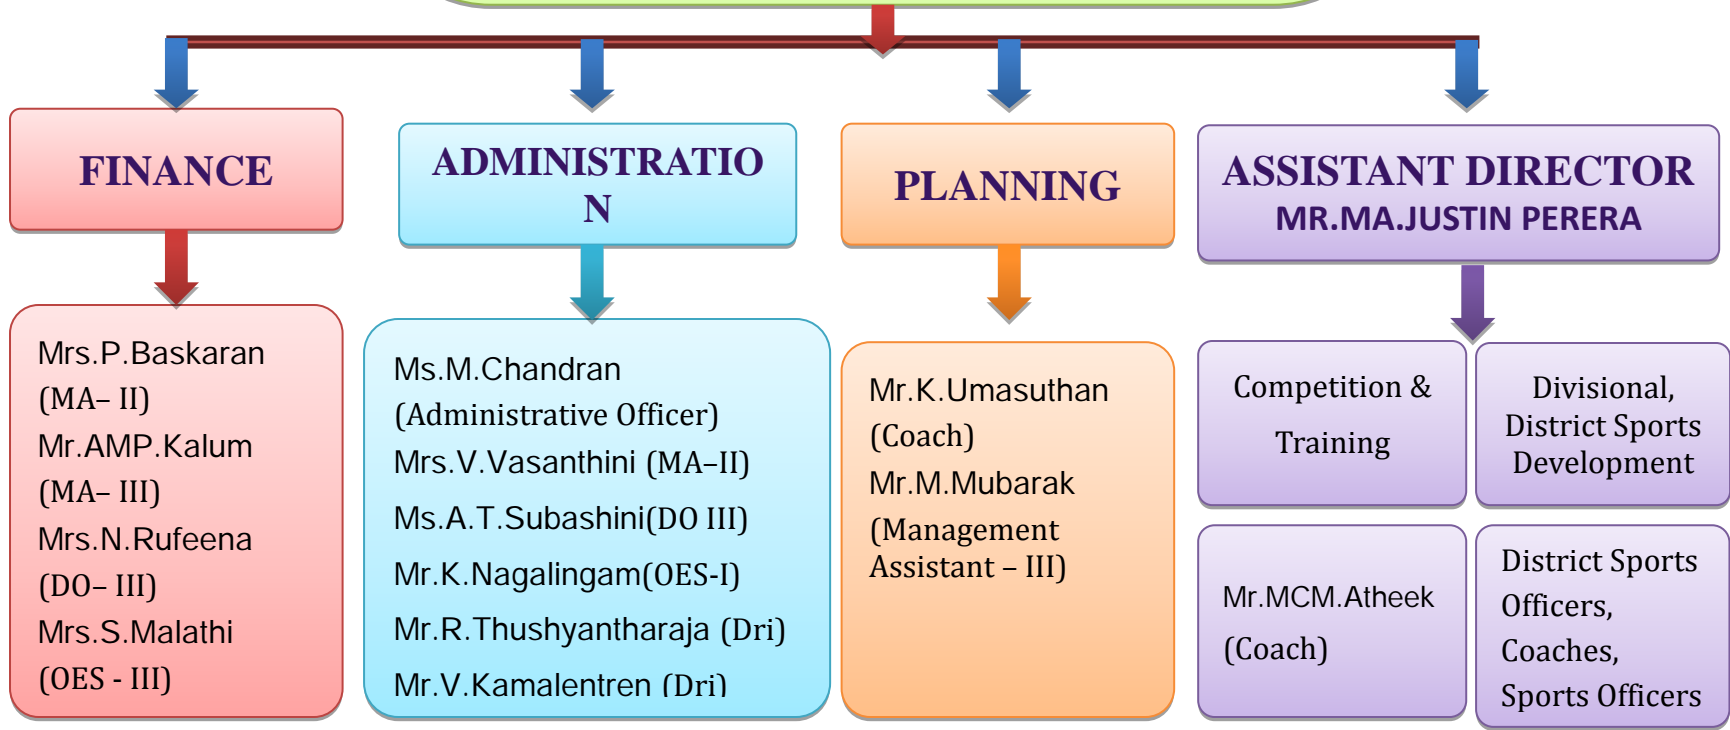 FINANCE
Mrs.P.Baskaran
(MA– II)
Mr.AMP.Kalum
(MA– III)
Mrs.N.Rufeena
(DO– III)
Mrs.S.Malathi
(OES - III)
ADMINISTRATIO
N
Ms.M.Chandran
(Administrative Officer)
Mrs.V.Vasanthini (MA–II)
Ms.A.T.Subashini(DO III)
Mr.K.Nagalingam(OES-I)
Mr.R.Thushyantharaja (Dri)
Mr.V.Kamalentren (Dri)
PLANNING
Mr.K.Umasuthan
(Coach)
Mr.M.Mubarak
(Management
Assistant – III)
ASSISTANT DIRECTOR
MR.MA.JUSTIN PERERA
Competition &
Training
Mr.MCM.Atheek
(Coach)
Divisional,
District Sports
Development
District Sports
Officers,
Coaches,
Sports Officers